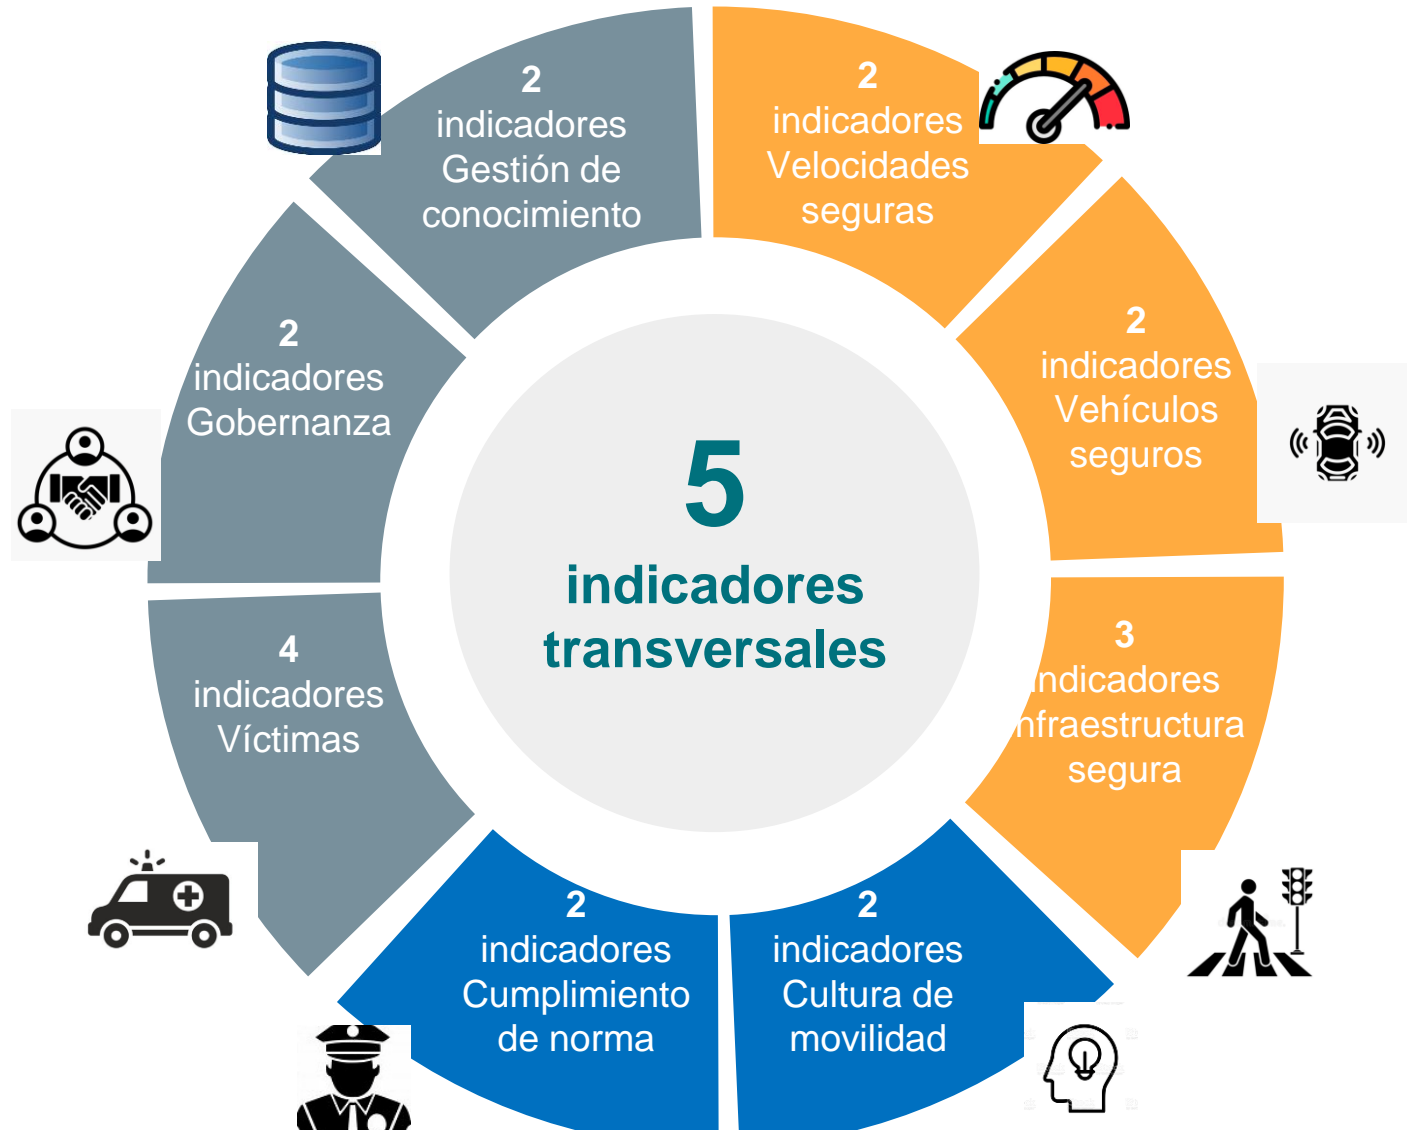 2
indicadores
Gestión de
conocimiento
2
indicadores
Velocidades
seguras
2
indicadores
Vehículos
seguros
3
indicadores
nfraestructura
segura
2
indicadores
Cultura de
movilidad
2
indicadores
Cumplimiento
de norma
4
indicadores
Víctimas
2
indicadores
Gobernanza
5
indicadores
transversales